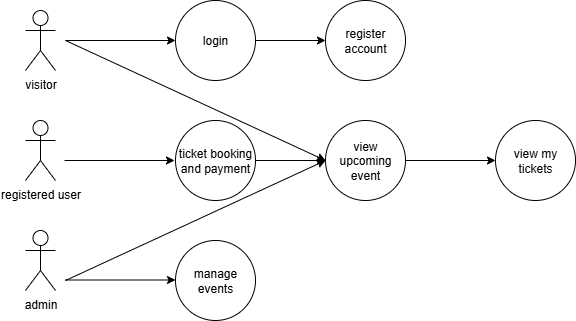 login
register
account
visitor
ticket booking
and payment
view
upcoming
event
view my
tickets
registered user
manage
events
admin